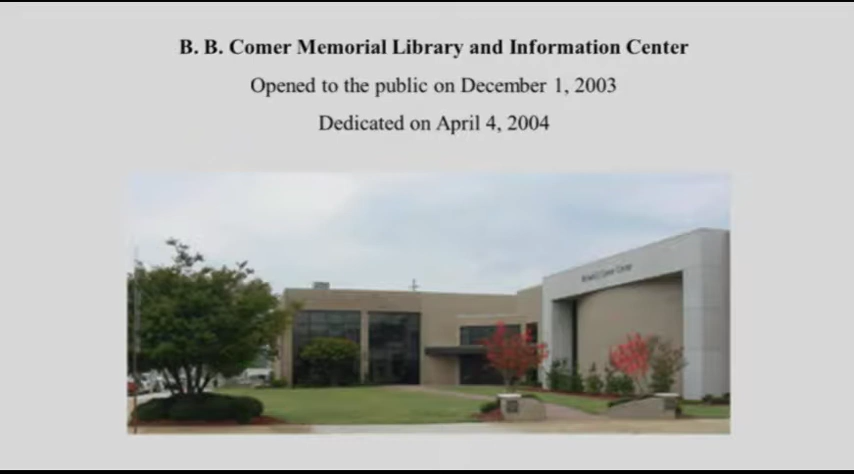 B. B. Comer Memorial Library and Information Center
Opened to the public on December 1, 2003
Dedicated on April 4, 2004